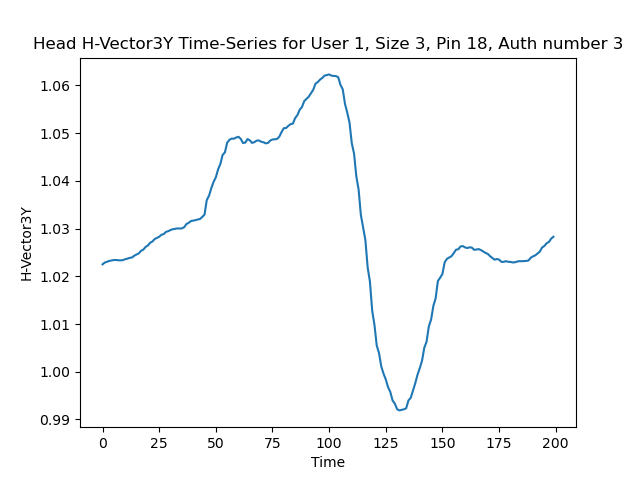 Head H-Vector3Y Time-Series for User 1, Size 3, Pin 18, Auth number 3
1.06
1.05
1.04
1.03
1.02
1.01
1.00
0.99
H-Vector3Y
0 25 50 75 100 125 150 175 200
Time